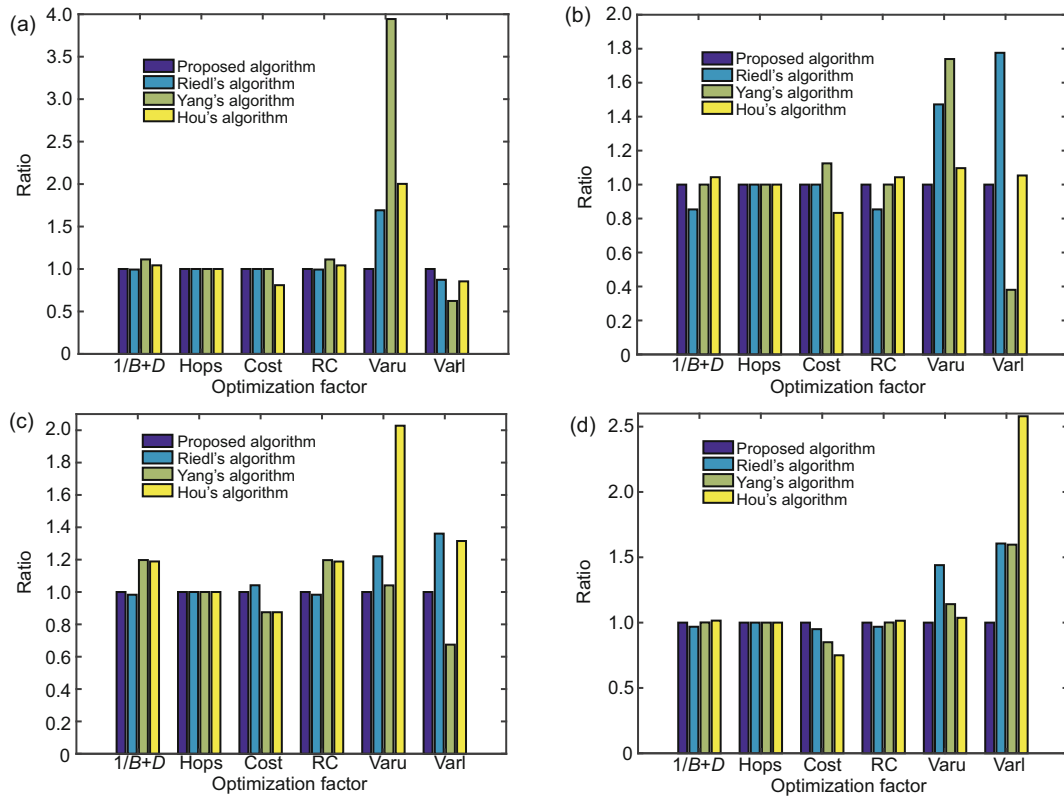 (a)
4.0
3.5
3.0
2.5
2.0
1.5
1.0
0.5
0
Ratio
Proposed algorithm
Riedl's algorithm
Yang's algorithm
Hou's algorithm
1/B+D Hops Cost RC Varu Varl
Optimization factor
(b)
2.0
1.8
1.6
1.4
1.2
1.0
0.8
0.6
0.4
0.2
0
Ratio
Proposed algorithm
Riedl's algorithm
Yang's algorithm
Hou's algorithm
1/B+D Hops Cost RC Varu Varl
Optimization factor
(c)
2.0
1.8
1.6
1.4
1.2
1.0
0.8
0.6
0.4
0.2
0
Ratio
Proposed algorithm
Riedl's algorithm
Yang's algorithm
Hou's algorithm
1/B+D Hops Cost RC Varu Varl
Optimization factor
(d)
2.5
2.0
1.5
1.0
0.5
0
Ratio
Proposed algorithm
Riedl's algorithm
Yang's algorithm
Hou's algorithm
1/B+D Hops Cost RC Varu Varl
Optimization factor